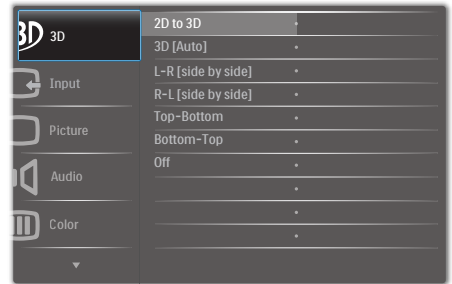 3D 3D
Input
Picture
Audio
Color
2D to 3D
3D [Auto]
L-R [side by side]
R-L [side by side]
Top-Bottom
Bottom-Top
Off